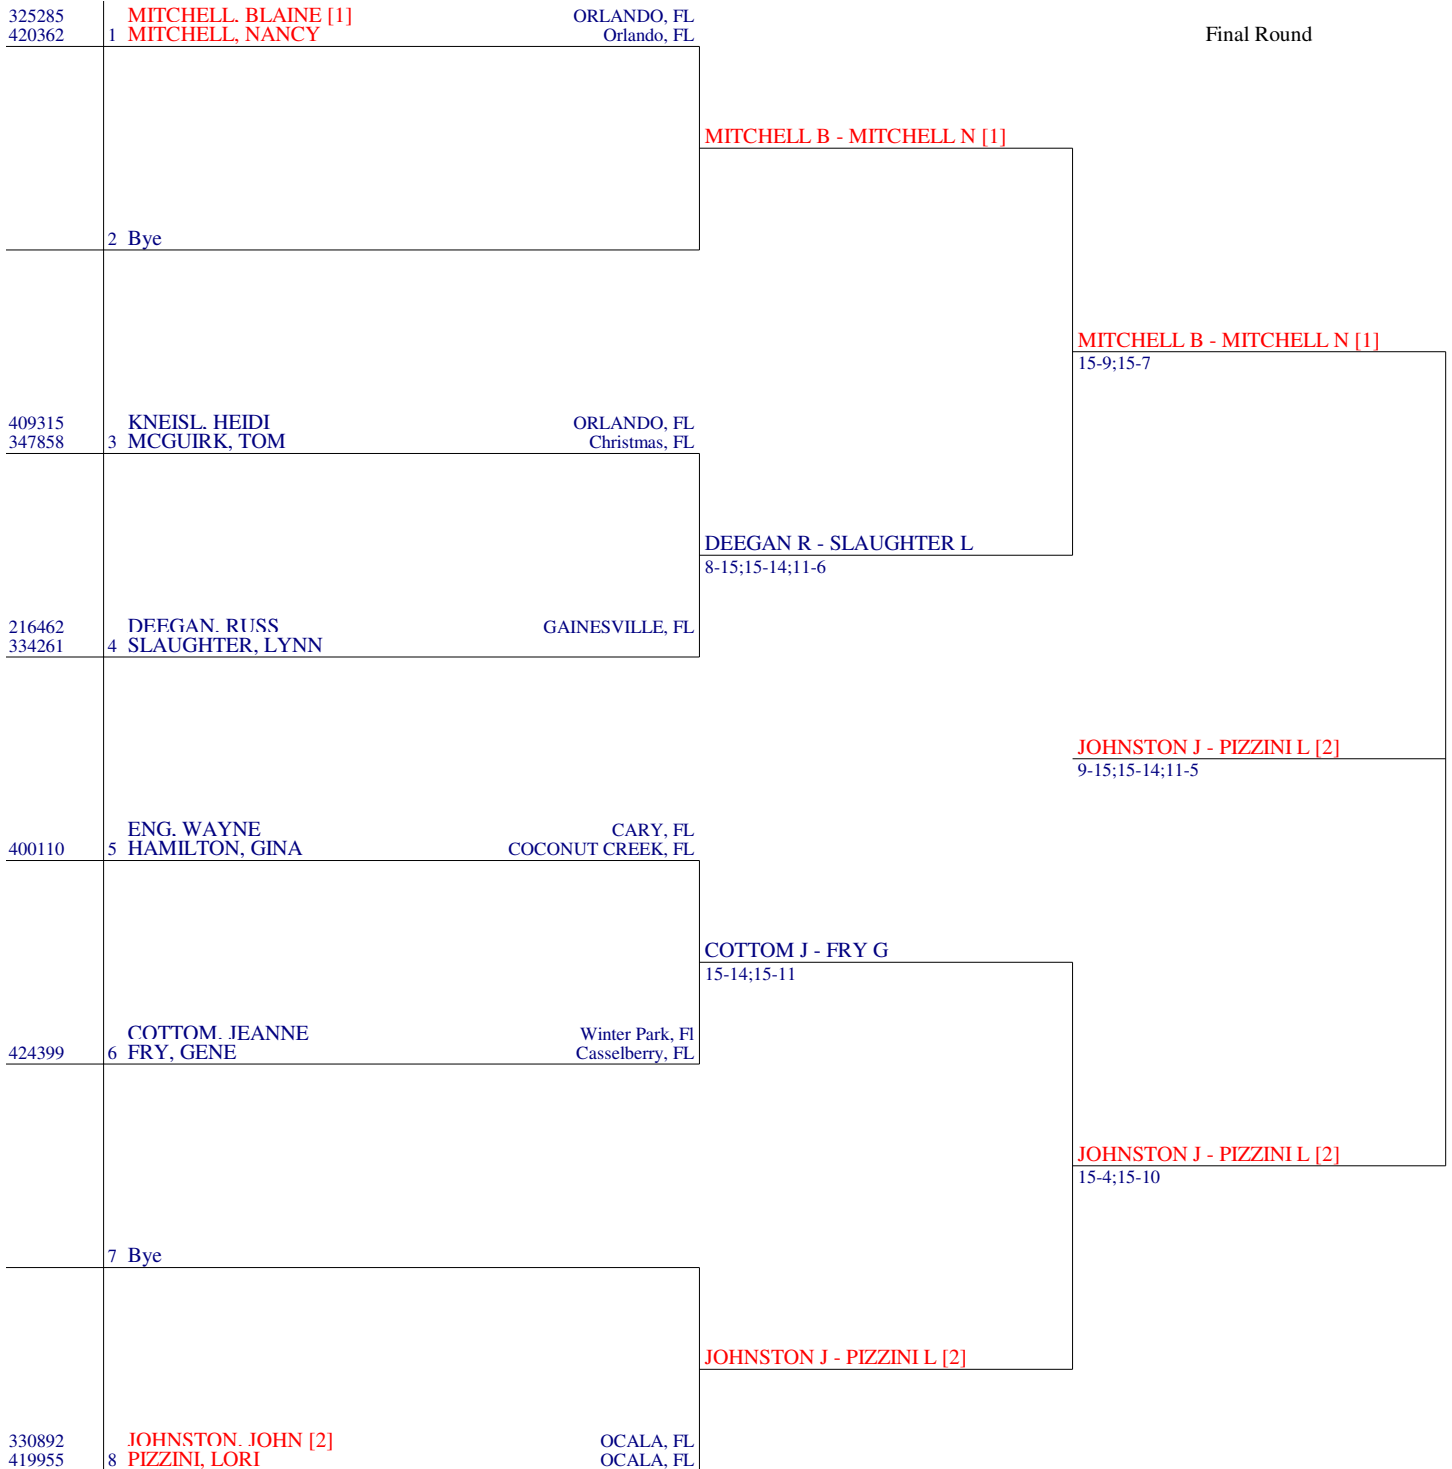 325285 MITCHELL, BLAINE [1] ORLANDO, FL
420362 1 MITCHELL, NANCY Orlando, FL
Final Round
MITCHELL B - MITCHELL N [1]
2 Bye
MITCHELL B - MITCHELL N [1]
15-9;15-7
409315 KNEISL, HEIDI ORLANDO, FL
347858 3 MCGUIRK, TOM Christmas, FL
DEEGAN R - SLAUGHTER L
8-15;15-14;11-6
216462 DEEGAN, RUSS GAINESVILLE, FL
334261 4 SLAUGHTER, LYNN
JOHNSTON J - PIZZINI L [2]
9-15;15-14;11-5
ENG, WAYNE CARY, FL
400110 5 HAMILTON, GINA COCONUT CREEK, FL
COTTOM J - FRY G
15-14;15-11
COTTOM, JEANNE Winter Park, Fl
424399 6 FRY, GENE Casselberry, FL
JOHNSTON J - PIZZINI L [2]
15-4;15-10
7 Bye
JOHNSTON J - PIZZINI L [2]
330892 JOHNSTON, JOHN [2] OCALA, FL
419955 8 PIZZINI, LORI OCALA, FL